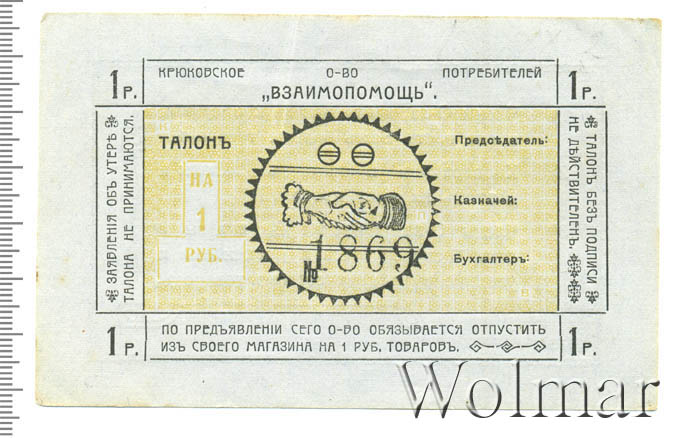 1 Р. КРЮКОВСКОЕ О-ВО ПОТРЕБИТЕЛЕЙ 1 Р.
„ВЗАИМОПОМОЩЬ“.
ЗАЯВЛЕНИЯ ОБЪ УТЕРѢ
ТАЛОНА НЕ ПРИНИМАЮТСЯ.
ТАЛОНЪ
НА
1
РУБ.
№ 1869
Предсѣдатель:
Казначей:
Бухгалтеръ:
ТАЛОНЪ БЕЗЪ ПОДПИСИ
НЕ ДѢЙСТВИТЕЛЕН.
1 Р. ПО ПРЕДЪЯВЛЕНІИ СЕГО О-ВО ОБЯЗЫВАЕТСЯ ОТПУСТИТЬ 1 Р.
ИЗЪ СВОЕГО МАГАЗИНА НА 1 РУБ. ТОВАРОВЪ.
Wolmar